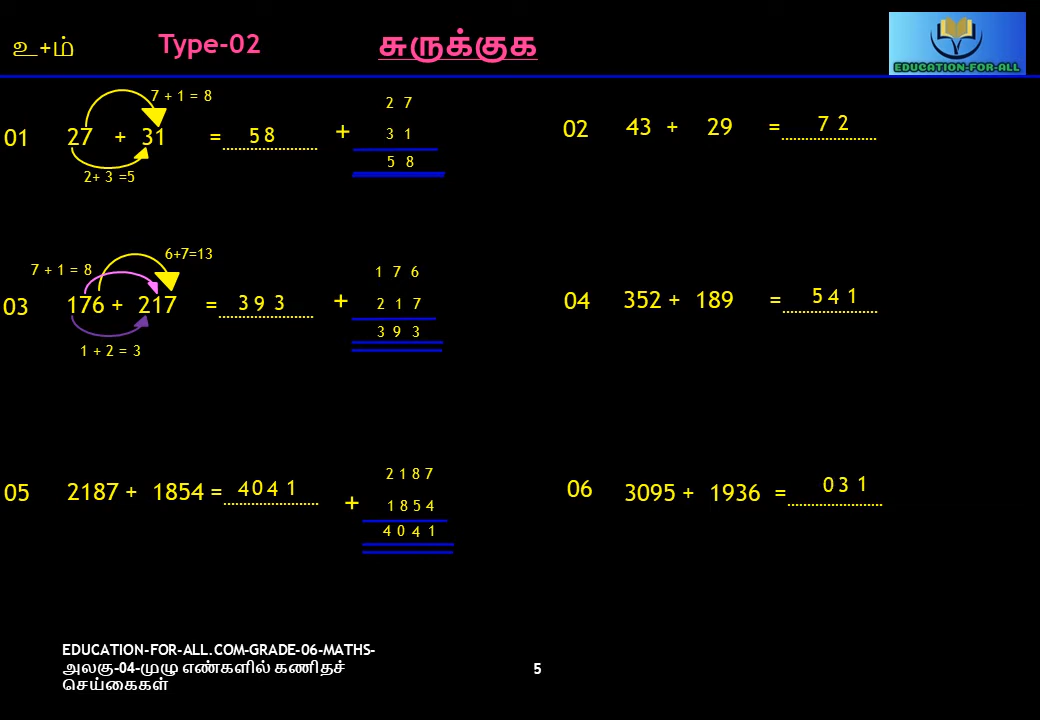 உ+ம்
Type-02
சுருக்குக
EDUCATION-FOR-ALL
7 + 1 = 8
01 27 + 31 = 58
2+ 3 =5
2 7
+ 3 1
5 8
02 43 + 29 = 7 2
6+7=13
7 + 1 = 8
03 176 + 217 = 3 9 3
1 + 2 = 3
1 7 6
+ 2 1 7
3 9 3
04 352 + 189 = 5 4 1
05 2187 + 1854 = 4 0 4 1
2 1 8 7
+ 1 8 5 4
4 0 4 1
06 3095 + 1936 = 0 3 1
EDUCATION-FOR-ALL.COM-GRADE-06-MATHS-
அலகு-04-முழு எண்களில் கணிதச்
செய்கைகள்
5